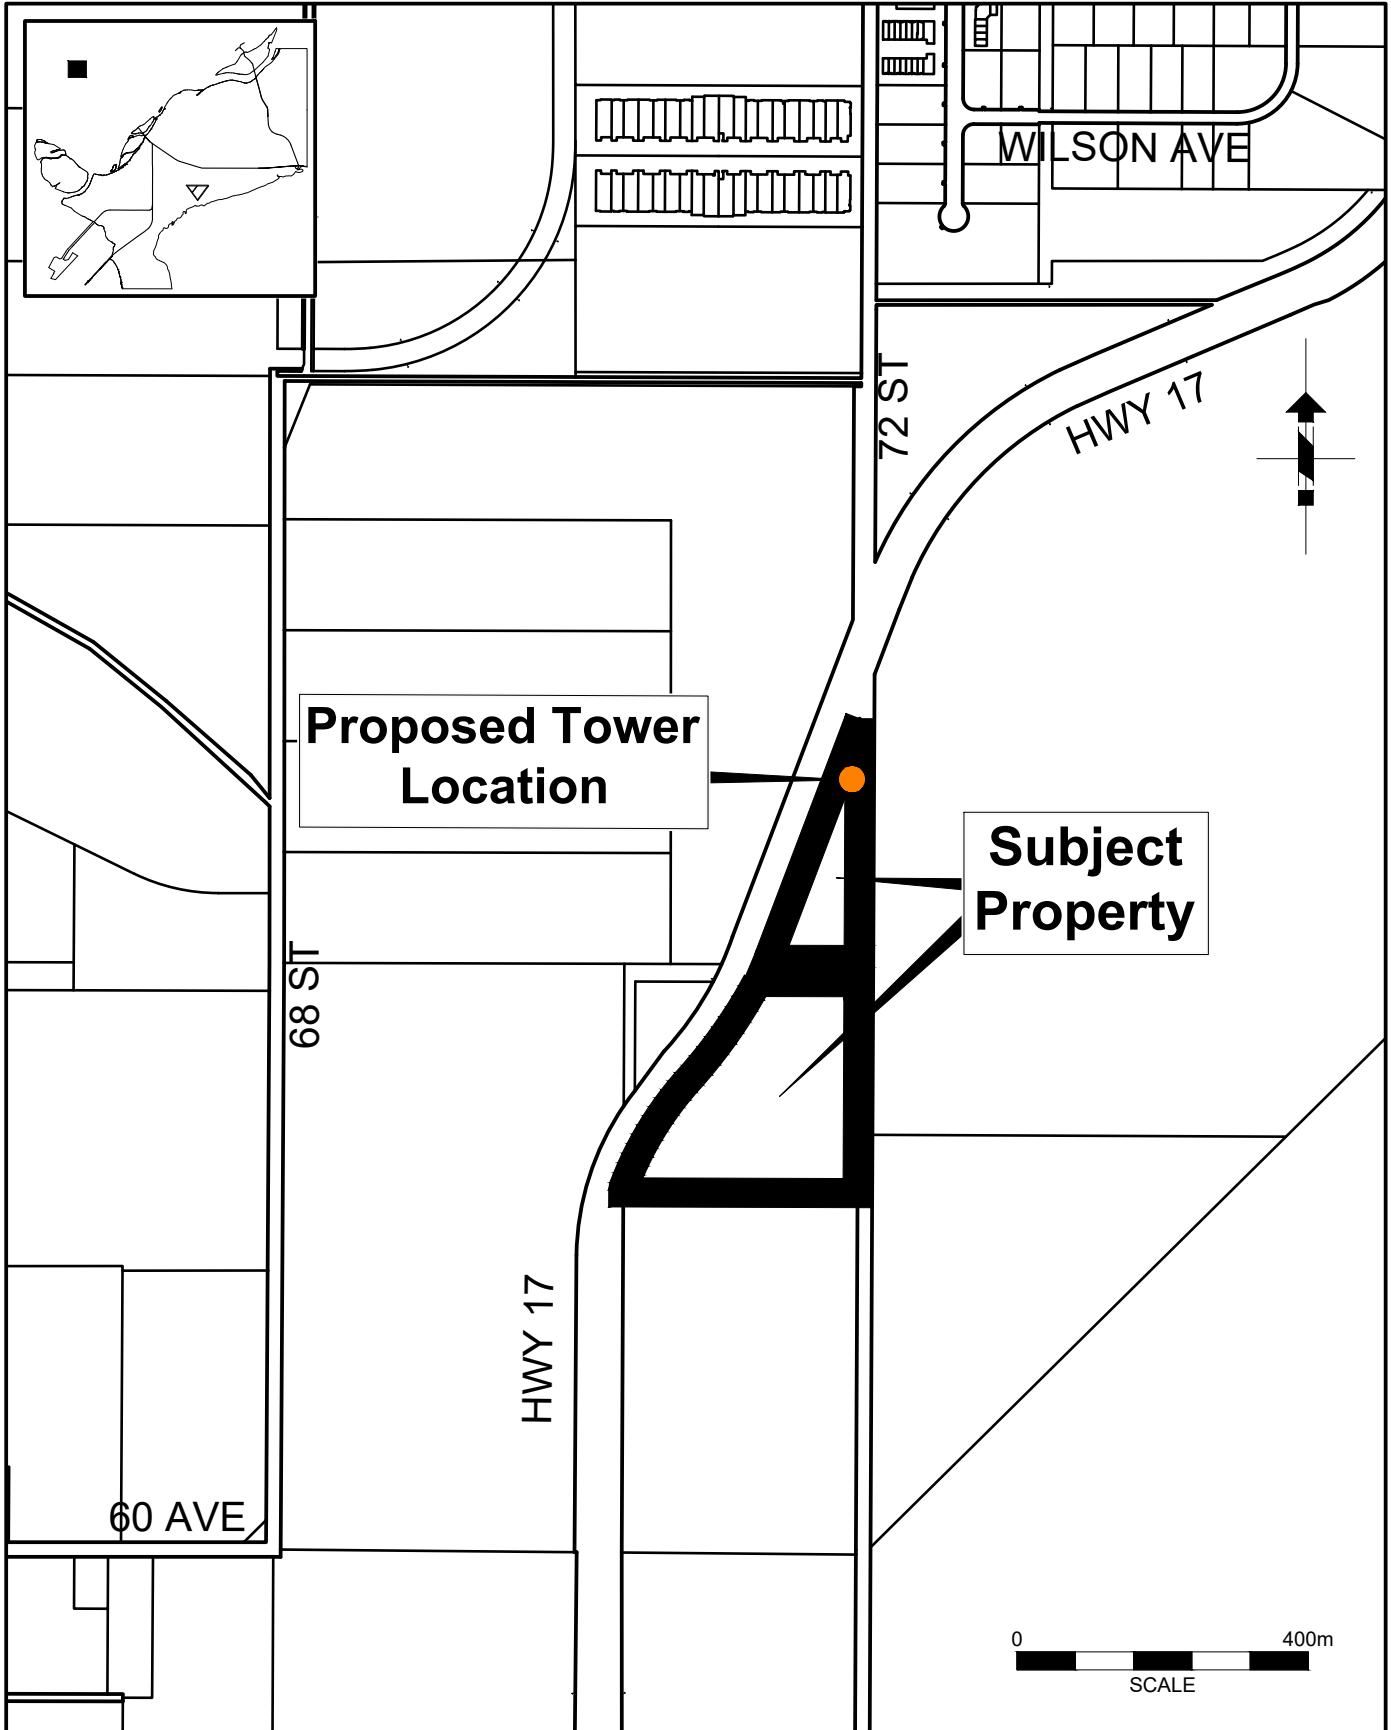 WILSON AVE
72 ST
HWY 17
Proposed Tower
Location
Subject
Property
68 ST
HWY 17
60 AVE
0 400m
SCALE